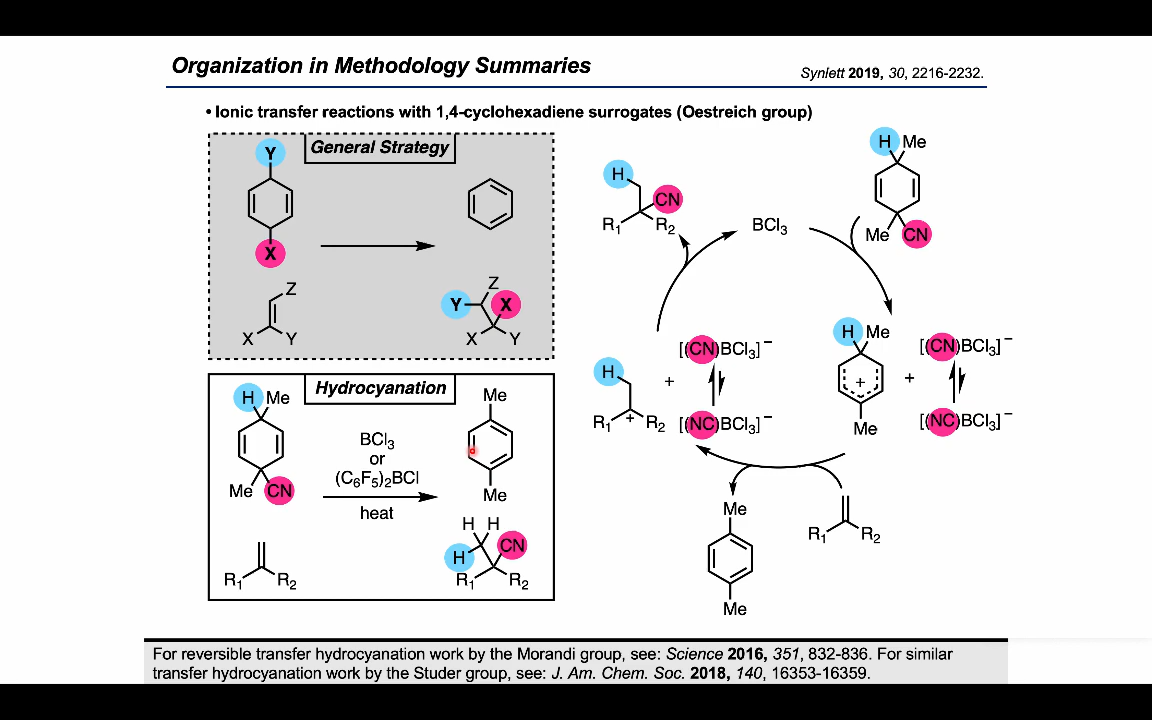 Organization in Methodology Summaries
Synlett 2019, 30, 2216-2232.
• Ionic transfer reactions with 1,4-cyclohexadiene surrogates (Oestreich group)
General Strategy
Y
X
Z
X Y
Z
Y X
X Y
Hydrocyanation
H Me
Me CN
R1 R2
BCl3
or
(C6F5)2BCl
heat
Me
Me
H H
H CN
R1 R2
H
CN
R1 R2
BCl3
H Me
Me CN
H Me
+
Me
+
[(CN)BCl3]−
[(NC)BCl3]−
H
+
R1 R2
+
[(CN)BCl3]−
[(NC)BCl3]−
Me
Me
R1 R2
For reversible transfer hydrocyanation work by the Morandi group, see: Science 2016, 351, 832-836. For similar
transfer hydrocyanation work by the Studer group, see: J. Am. Chem. Soc. 2018, 140, 16353-16359.